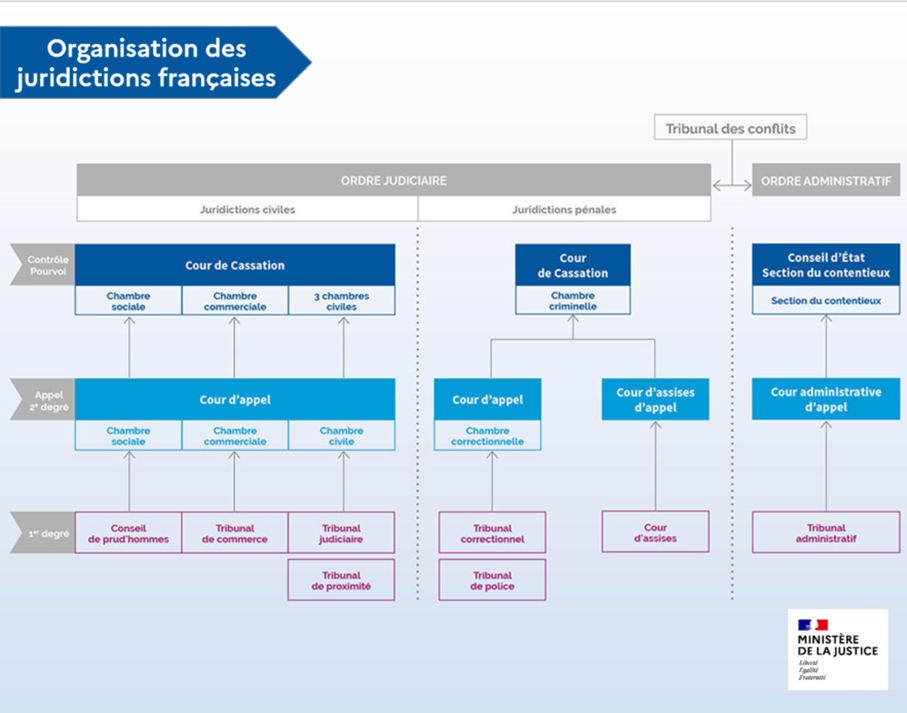 Organisation des
juridictions françaises
Tribunal des conflits
ORDRE JUDICIAIRE
ORDRE ADMINISTRATIF
Juridictions civiles
Juridictions pénales
Contrôle
Pourvoi
Cour de Cassation
Chambre
sociale
Chambre
commerciale
3 chambres
civiles
Cour
de Cassation
Chambre
criminelle
Conseil d'État
Section du contentieux
Section du contentieux
Appel
2e degré
Cour d'appel
Chambre
sociale
Chambre
commerciale
Chambre
civile
Cour d'appel
Chambre
correctionnelle
Cour d'assises
d'appel
Cour administrative
d'appel
1er degré
Conseil
de prud'hommes
Tribunal
de commerce
Tribunal
judiciaire
Tribunal
de proximité
Tribunal
correctionnel
Tribunal
de police
Cour
d'assises
Tribunal
administratif
MINISTÈRE
DE LA JUSTICE
Liberté
Égalité
Fraternité